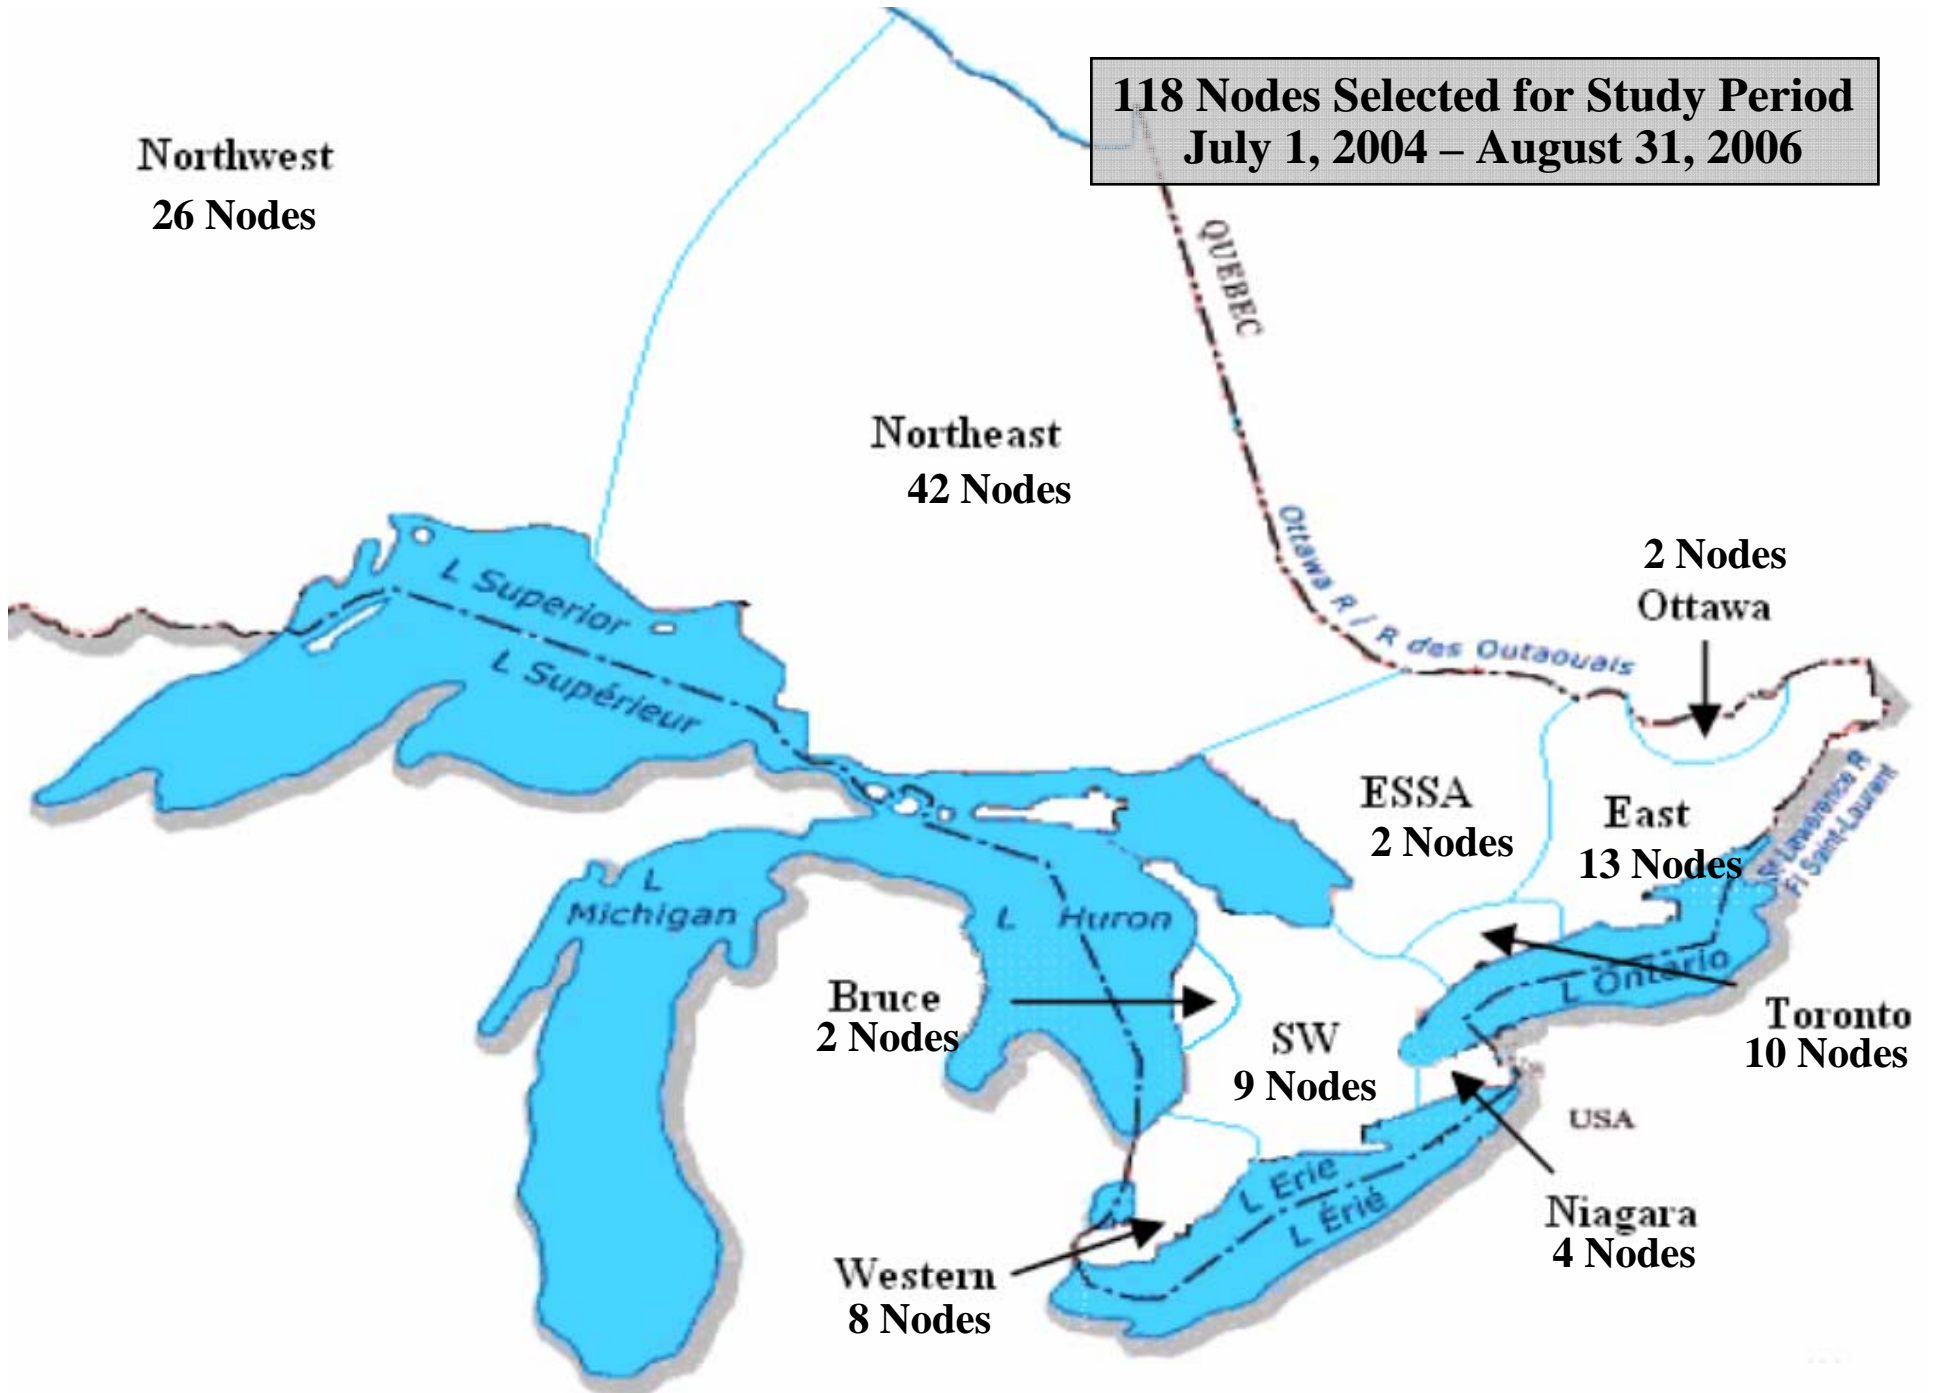 118 Nodes Selected for Study Period
July 1, 2004 – August 31, 2006
Northwest
26 Nodes
QUEBEC
Northeast
42 Nodes
Ottawa R / R des Outaouais
2 Nodes
Ottawa
L Superior
L Supérieur
ESSA
2 Nodes
East
13 Nodes
St Lawrence R
Fl Saint-Laurent
L
Michigan
L Huron
L Ontario
Bruce
2 Nodes
SW
9 Nodes
Toronto
10 Nodes
USA
L Erie
L Érié
Niagara
4 Nodes
Western
8 Nodes